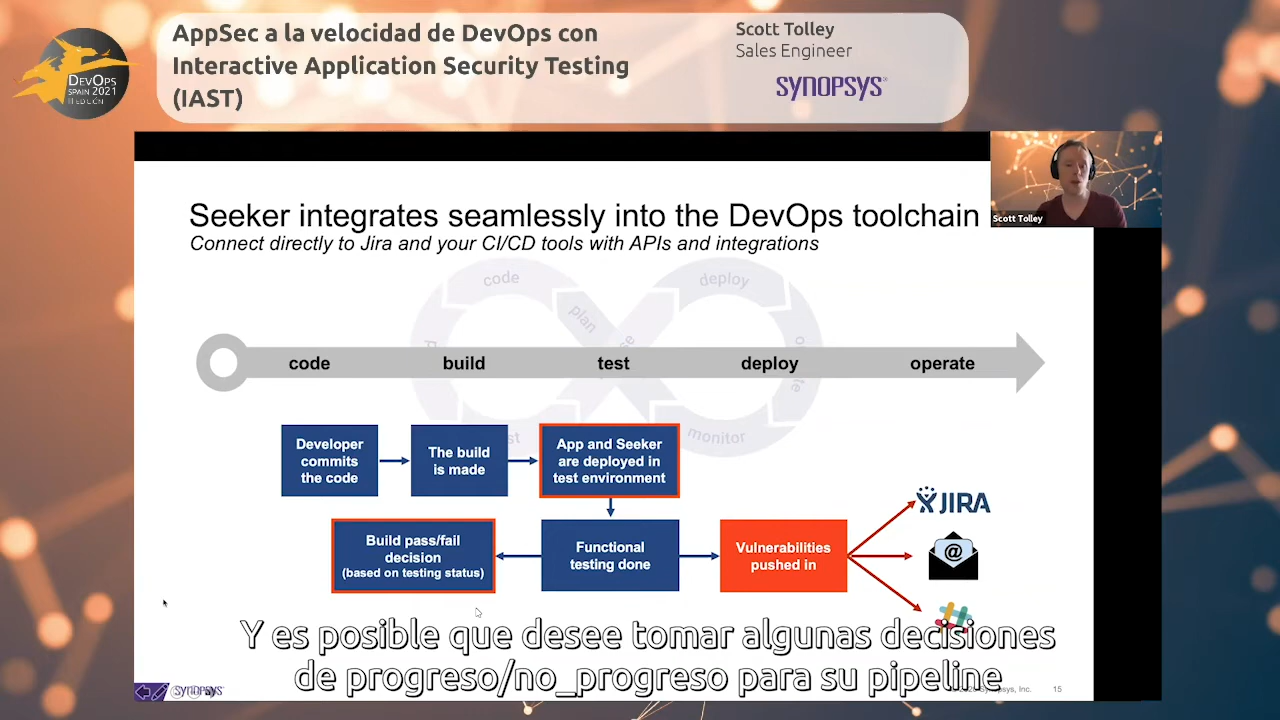 DEVOPS
SPAIN 2021
II EDICIÓN
AppSec a la velocidad de DevOps con
Interactive Application Security Testing
(IAST)
Scott Tolley
Sales Engineer
SYNOPSYS®
Scott Tolley
Seeker integrates seamlessly into the DevOps toolchain
Connect directly to Jira and your CI/CD tools with APIs and integrations
code
deploy
plan
code
build
test
deploy
operate
monitor
Developer
commits
the code
The build
is made
App and Seeker
are deployed in
test environment
Build pass/fail
decision
(based on testing status)
Functional
testing done
Vulnerabilities
pushed in
JIRA
@
Y es posible que desee tomar algunas decisiones
de progreso/no_progreso para su pipeline
SYNOPSYS
Synopsys, Inc.
15